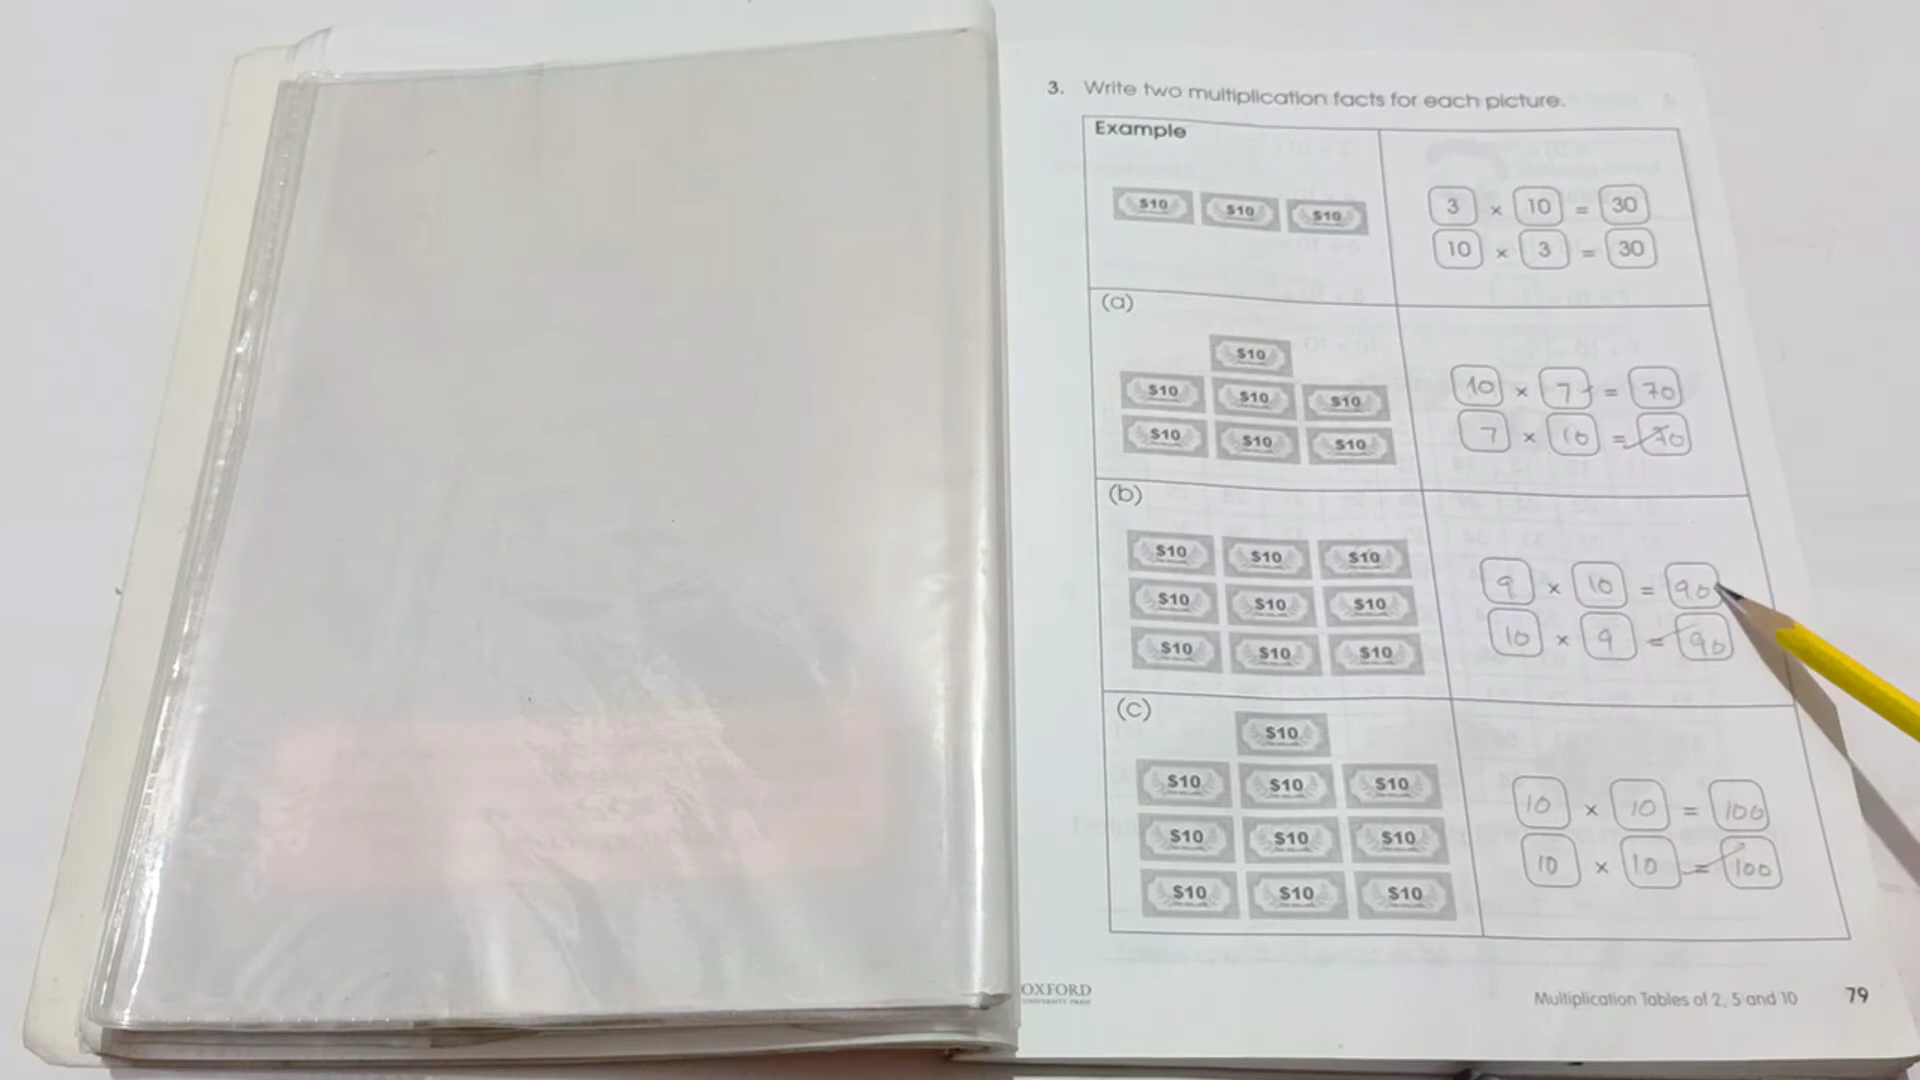 3. Write two multiplication facts for each picture.
Example
$10 $10 $10
3 × 10 = 30
10 × 3 = 30
(a)
$10
$10 $10 $10
$10 $10 $10
10 × 7 = 70
7 × 10 = 70
(b)
$10 $10 $10
$10 $10 $10
$10 $10 $10
9 × 10 = 90
10 × 9 = 90
(c)
$10
$10 $10 $10
$10 $10 $10
$10 $10 $10
10 × 10 = 100
10 × 10 = 100
OXFORD
UNIVERSITY PRESS
Multiplication Tables of 2, 5 and 10 79